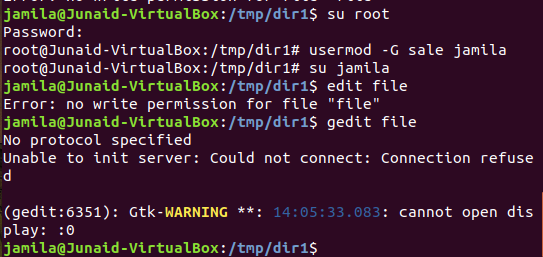 jamila@Junaid-VirtualBox:/tmp/dir1$ su root
Password:
root@Junaid-VirtualBox:/tmp/dir1# usermod -G sale jamila
root@Junaid-VirtualBox:/tmp/dir1# su jamila
jamila@Junaid-VirtualBox:/tmp/dir1$ edit file
Error: no write permission for file "file"
jamila@Junaid-VirtualBox:/tmp/dir1$ gedit file
No protocol specified
Unable to init server: Could not connect: Connection refuse
d
(gedit:6351): Gtk-WARNING **: 14:05:33.083: cannot open dis
play: :0
jamila@Junaid-VirtualBox:/tmp/dir1$